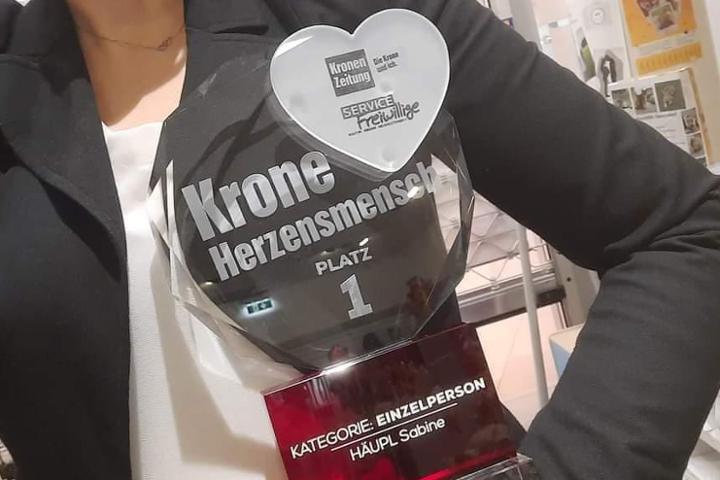 Kronen
Zeitung
Die Krone
und ich.
SERVICE
Freiwillige
Krone
Herzensmensch
PLATZ
1
KATEGORIE: EINZELPERSON
HÄUPL Sabine